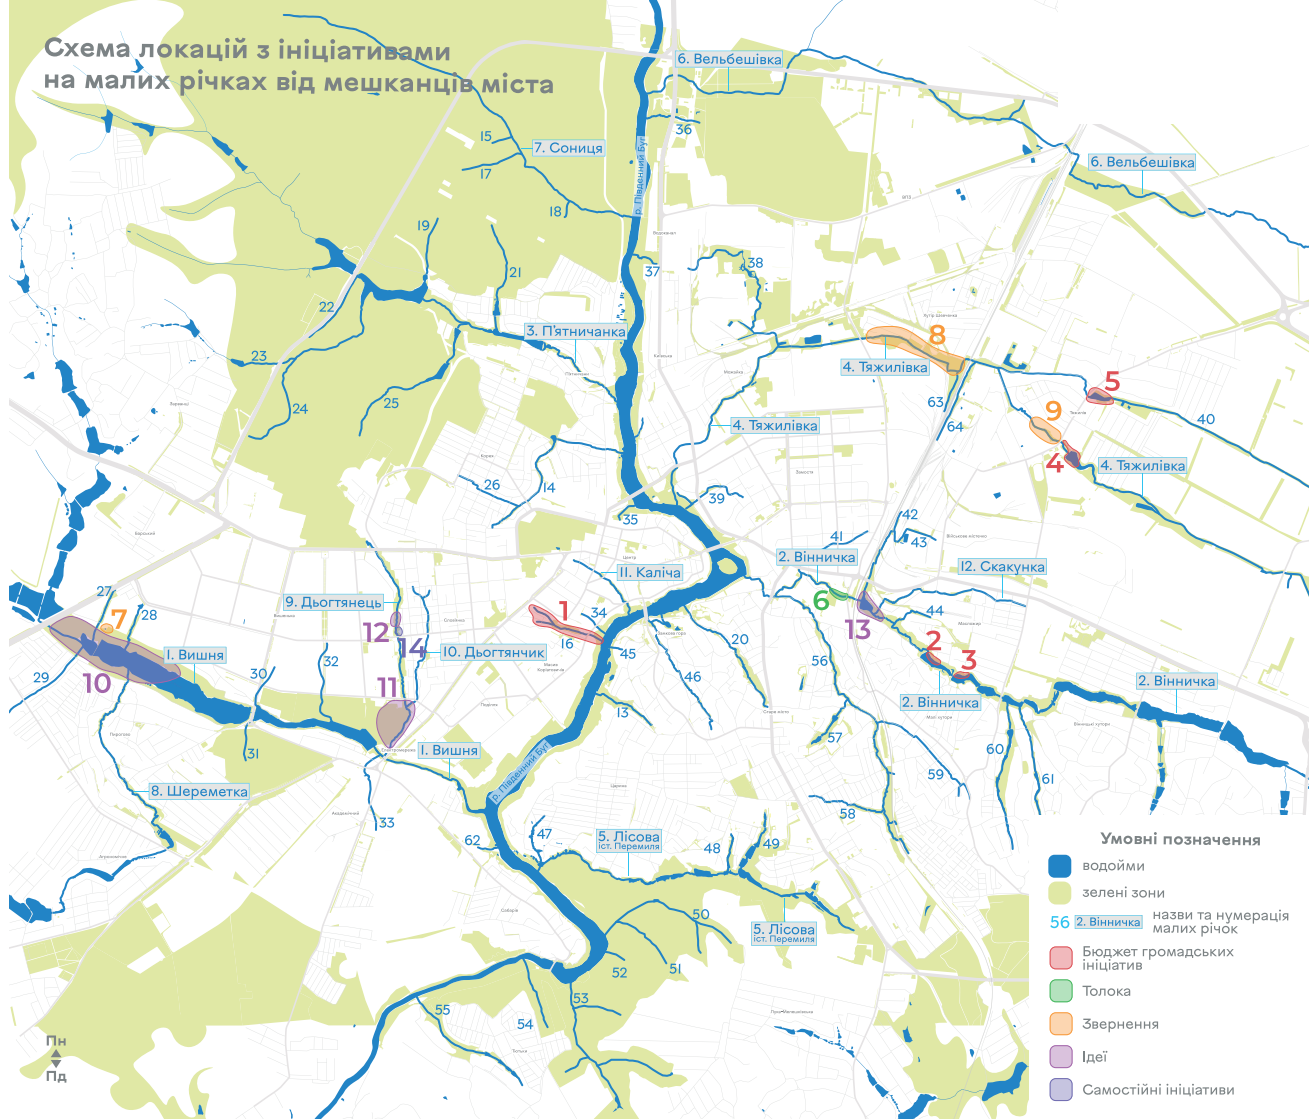 Схема локацій з ініціативами
на малих річках від мешканців міста
6. Вельбешівка
36
15
7. Сониця
17
18
р. Південний Буг
6. Вельбешівка
19
21
37
38
22
3. П'ятничанка
23
24
25
8
4. Тяжилівка
63
64
5
9
40
4
4. Тяжилівка
4. Тяжилівка
26
14
35
39
Центр
41
42
43
2. Вінничка
12. Скакунка
11. Каліча
27
28
7
9. Дьогтянець
12
14
10. Дьогтянчик
1
34
16
45
6
13
44
2
3
20
29
10
1. Вишня
32
30
31
11
46
13
56
57
2. Вінничка
2. Вінничка
60
61
59
58
8. Шереметка
1. Вишня
р. Південний Буг
33
62
47
5. Лісова
іст. Перемиля
48
49
50
5. Лісова
іст. Перемиля
51
52
53
54
55
Пн
Пд
Умовні позначення
водойми
зелені зони
56 2. Вінничка назви та нумерація
малих річок
Бюджет громадських
ініціатив
Толока
Звернення
Ідеї
Самостійні ініціативи